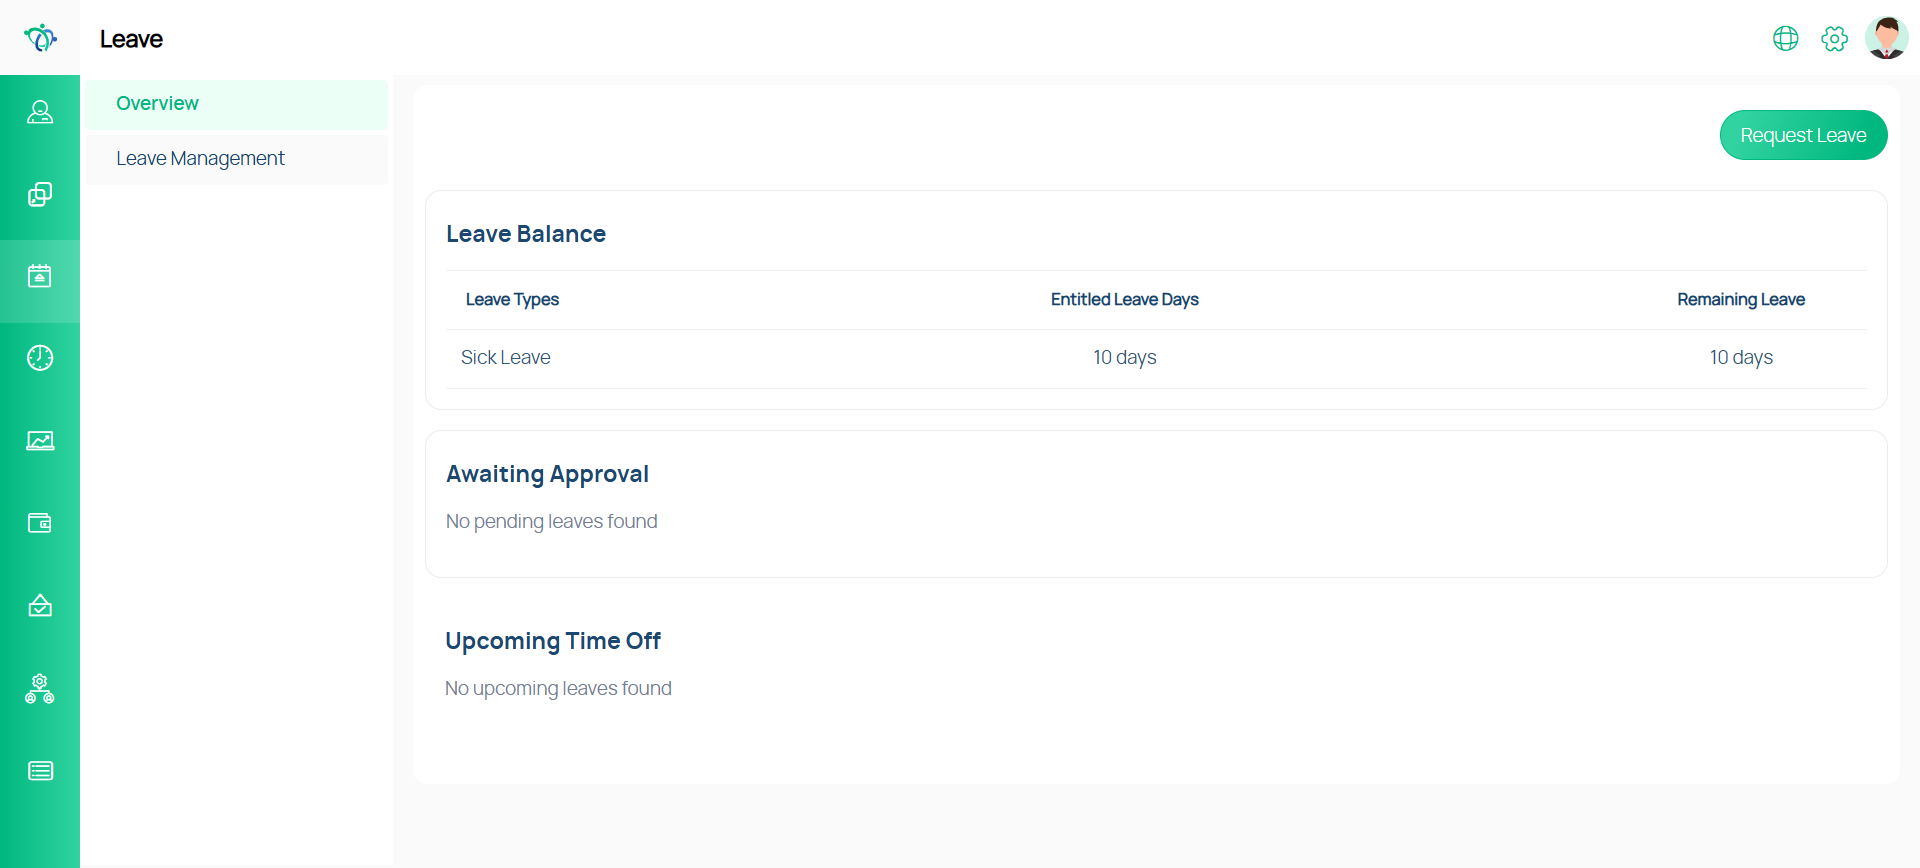 Leave
Overview
Leave Management
Request Leave
Leave Balance
Leave Types Entitled Leave Days Remaining Leave
Sick Leave 10 days 10 days
Awaiting Approval
No pending leaves found
Upcoming Time Off
No upcoming leaves found